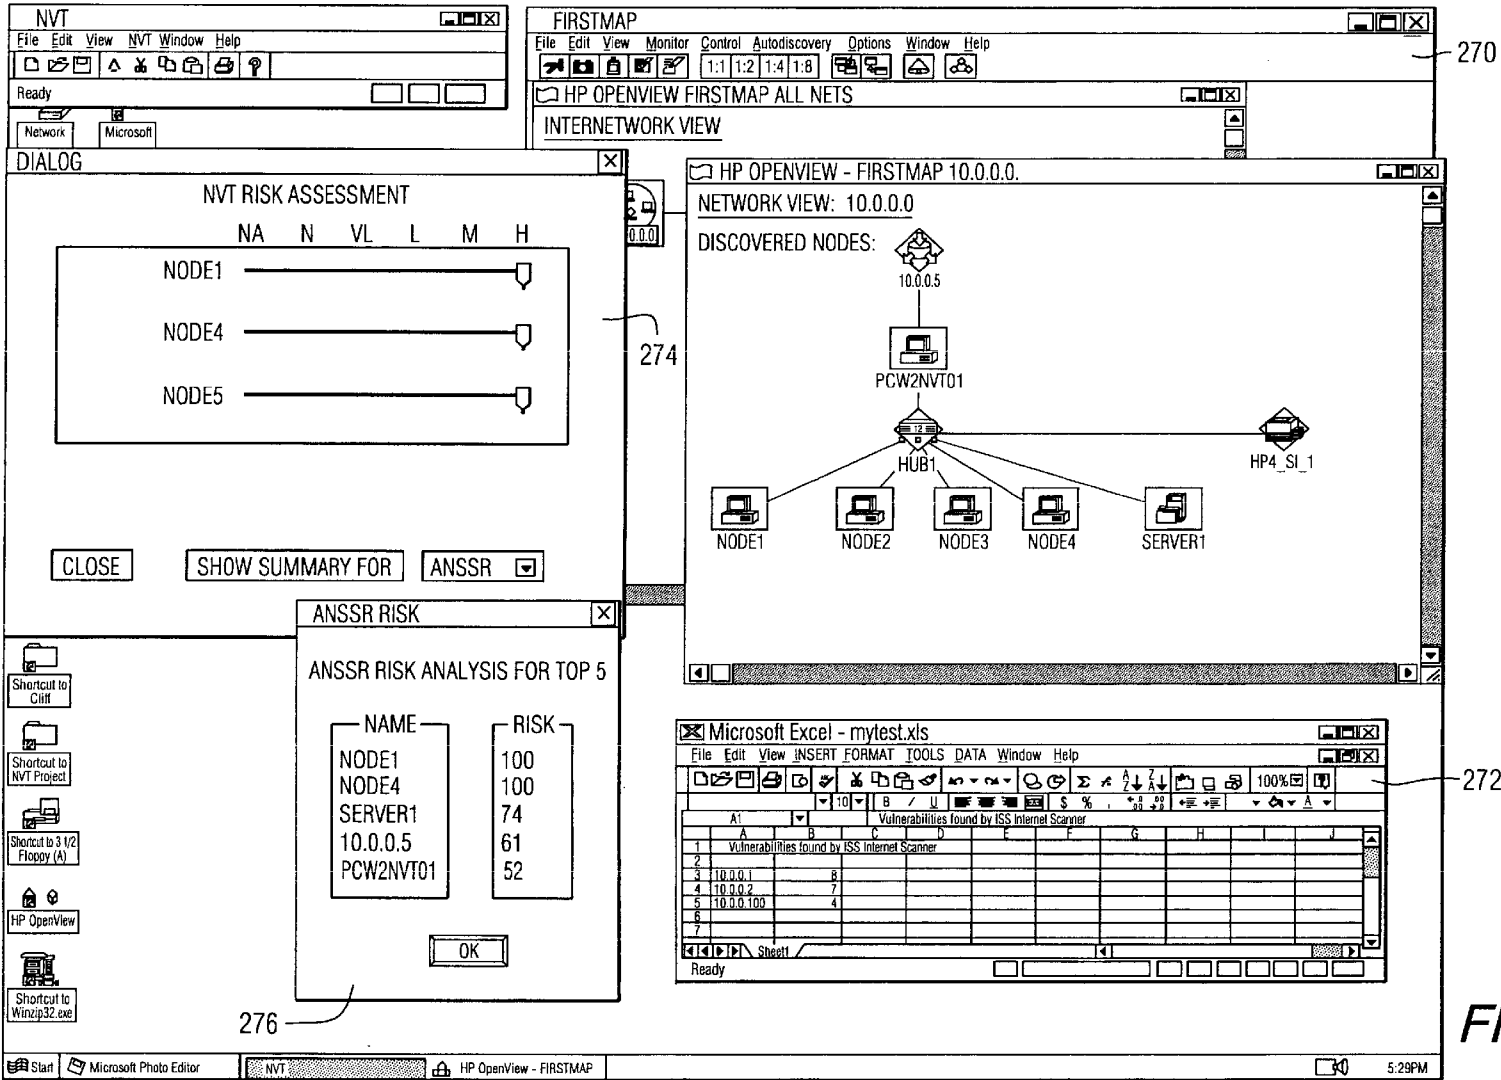 NVT
File Edit View NVT Window Help
Ready
Network
Microsoft
FIRSTMAP
File Edit View Monitor Control Autodiscovery Options Window Help
1:1 1:2 1:4 1:8
270
HP OPENVIEW FIRSTMAP ALL NETS
INTERNETWORK VIEW
DIALOG
NVT RISK ASSESSMENT
NA N VL L M H
NODE1
NODE4
NODE5
274
CLOSE
SHOW SUMMARY FOR
ANSSR
0.0.0
HP OPENVIEW - FIRSTMAP 10.0.0.0.
NETWORK VIEW: 10.0.0.0
DISCOVERED NODES:
10.0.0.5
PCW2NVT01
12
HUB1
HP4_SI_1
NODE1
NODE2
NODE3
NODE4
SERVER1
ANSSR RISK
ANSSR RISK ANALYSIS FOR TOP 5
NAME RISK
NODE1 100
NODE4 100
SERVER1 74
10.0.0.5 61
PCW2NVT01 52
OK
276
Shortcut to
Cliff
Shortcut to
NVT Project
Shortcut to 3 1/2
Floppy (A)
HP OpenView
Shortcut to
Winzip32.exe
Microsoft Excel - mytest.xls
File Edit View INSERT FORMAT TOOLS DATA Window Help
100%
272
10 B I U $ % ,
A1 Vulnerabilities found by ISS Internet Scanner
A B C D E F G H I J
1 Vulnerabilities found by ISS Internet Scanner
2
3 10.0.0.1 8
4 10.0.0.2 7
5 10.0.0.100 4
6
7
Sheet1
Ready
FI
Start
Microsoft Photo Editor
NVT
HP OpenView - FIRSTMAP
5:29PM